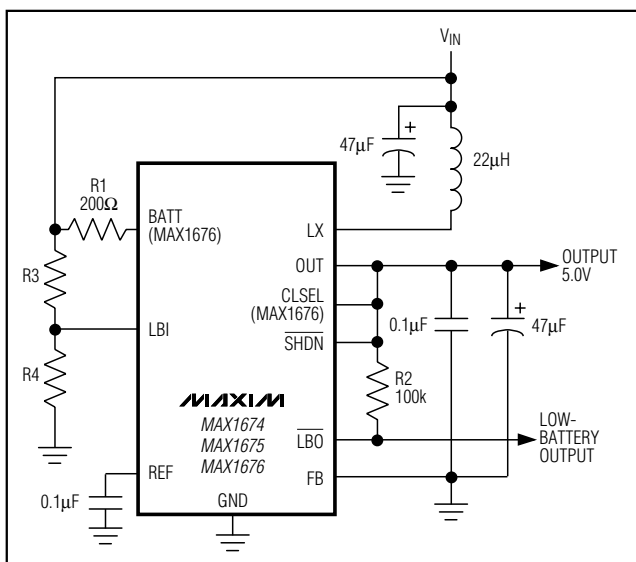 VIN
47µF
+
22µH
R1
200Ω
BATT
(MAX1676)
LX
OUT
OUTPUT
5.0V
R3
CLSEL
(MAX1676)
0.1µF
+
47µF
LBI
SHDN
R4
R2
100k
MAXIM
MAX1674
MAX1675
MAX1676
LBO
LOW-
BATTERY
OUTPUT
REF
FB
0.1µF
GND